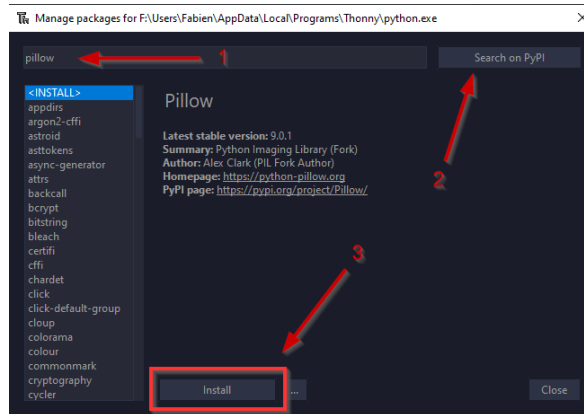 Manage packages for F:\Users\Fabien\AppData\Local\Programs\Thonny\python.exe
pillow
1
Search on PyPI
2
<INSTALL>
appdirs
argon2-cffi
astroid
asttokens
async-generator
attrs
backcall
bcrypt
bitstring
bleach
certifi
cffi
chardet
click
click-default-group
cloup
colorama
colour
commonmark
cryptography
cycler
Pillow
Latest stable version: 9.0.1
Summary: Python Imaging Library (Fork)
Author: Alex Clark (PIL Fork Author)
Homepage: https://python-pillow.org
PyPI page: https://pypi.org/project/Pillow/
3
Install
...
Close